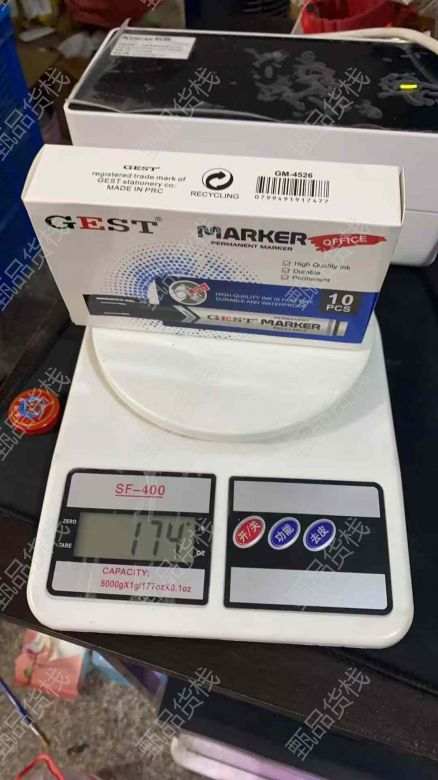 GEST®
registered trade mark of
GEST stationery co:
MADE IN PRC
RECYCLING
GM-4526
0799491917477
GEST®
MARKER
PERMANENT MARKER
OFFICE
High Quality Ink
Durable
Permanent
HIGH QUALITY INK IS FAST DRY
DURABLE AND WATERPROOF
10
PCS
GEST MARKER
PERMANENT
SF-400
ZERO
TARE
174
g
oz
CAPACITY:
5000gX1g/177ozX0.1oz
开/关
功能
去皮
甄品货栈